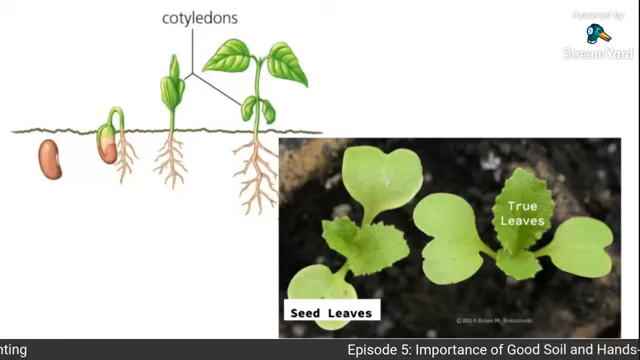 cotyledons
Powered by
StreamYard
True
Leaves
Seed Leaves
©2014 Brian M. Brezinski
nting
Episode 5: Importance of Good Soil and Hands-